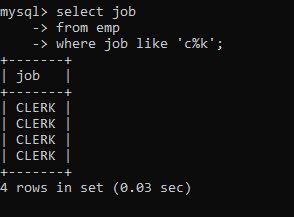 mysql> select job
    -> from emp
    -> where job like 'c%k';
+-------+
| job   |
+-------+
| CLERK |
| CLERK |
| CLERK |
| CLERK |
+-------+
4 rows in set (0.03 sec)